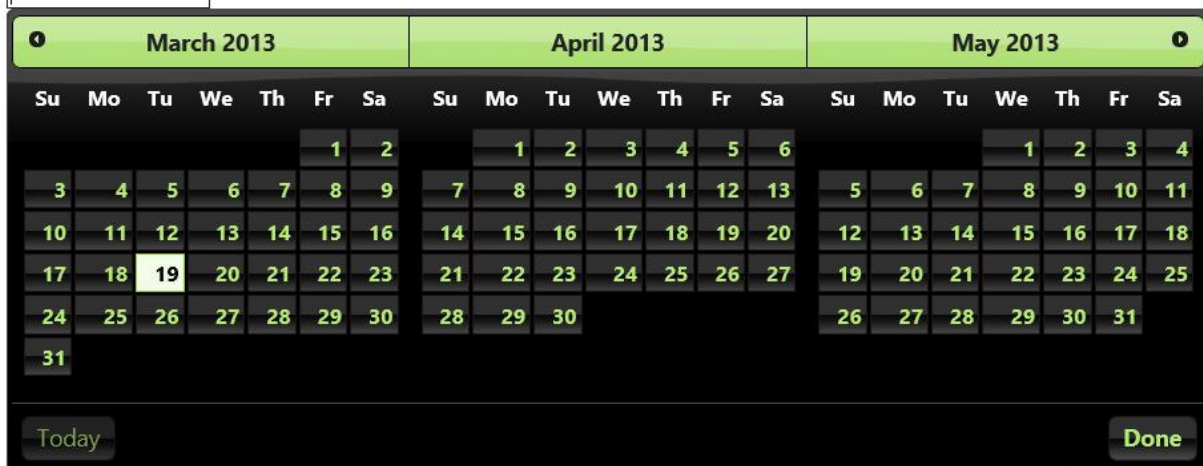 March 2013 April 2013 May 2013
Su Mo Tu We Th Fr Sa Su Mo Tu We Th Fr Sa Su Mo Tu We Th Fr Sa
1 2 1 2 3 4 5 6 1 2 3 4
3 4 5 6 7 8 9 7 8 9 10 11 12 13 5 6 7 8 9 10 11
10 11 12 13 14 15 16 14 15 16 17 18 19 20 12 13 14 15 16 17 18
17 18 19 20 21 22 23 21 22 23 24 25 26 27 19 20 21 22 23 24 25
24 25 26 27 28 29 30 28 29 30 26 27 28 29 30 31
31
Today Done